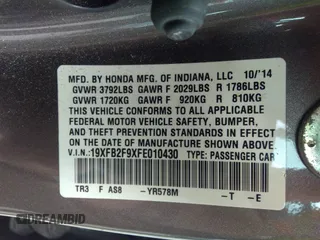 MFD. BY HONDA MFG. OF INDIANA, LLC 10/'14
GVWR 3792LBS GAWR F 2029LBS R 1786LBS
GVWR 1720KG GAWR F 920KG R 810KG
THIS VEHICLE CONFORMS TO ALL APPLICABLE
FEDERAL MOTOR VEHICLE SAFETY, BUMPER,
AND THEFT PREVENTION STANDARDS IN EFFECT
ON THE DATE OF MANUFACTURE SHOWN ABOVE.
V.I.N.: 19XFB2F9XFE010430 TYPE: PASSENGER CAR
TR3 F AS8 -YR578M -T -E
© DREAMBID.COM